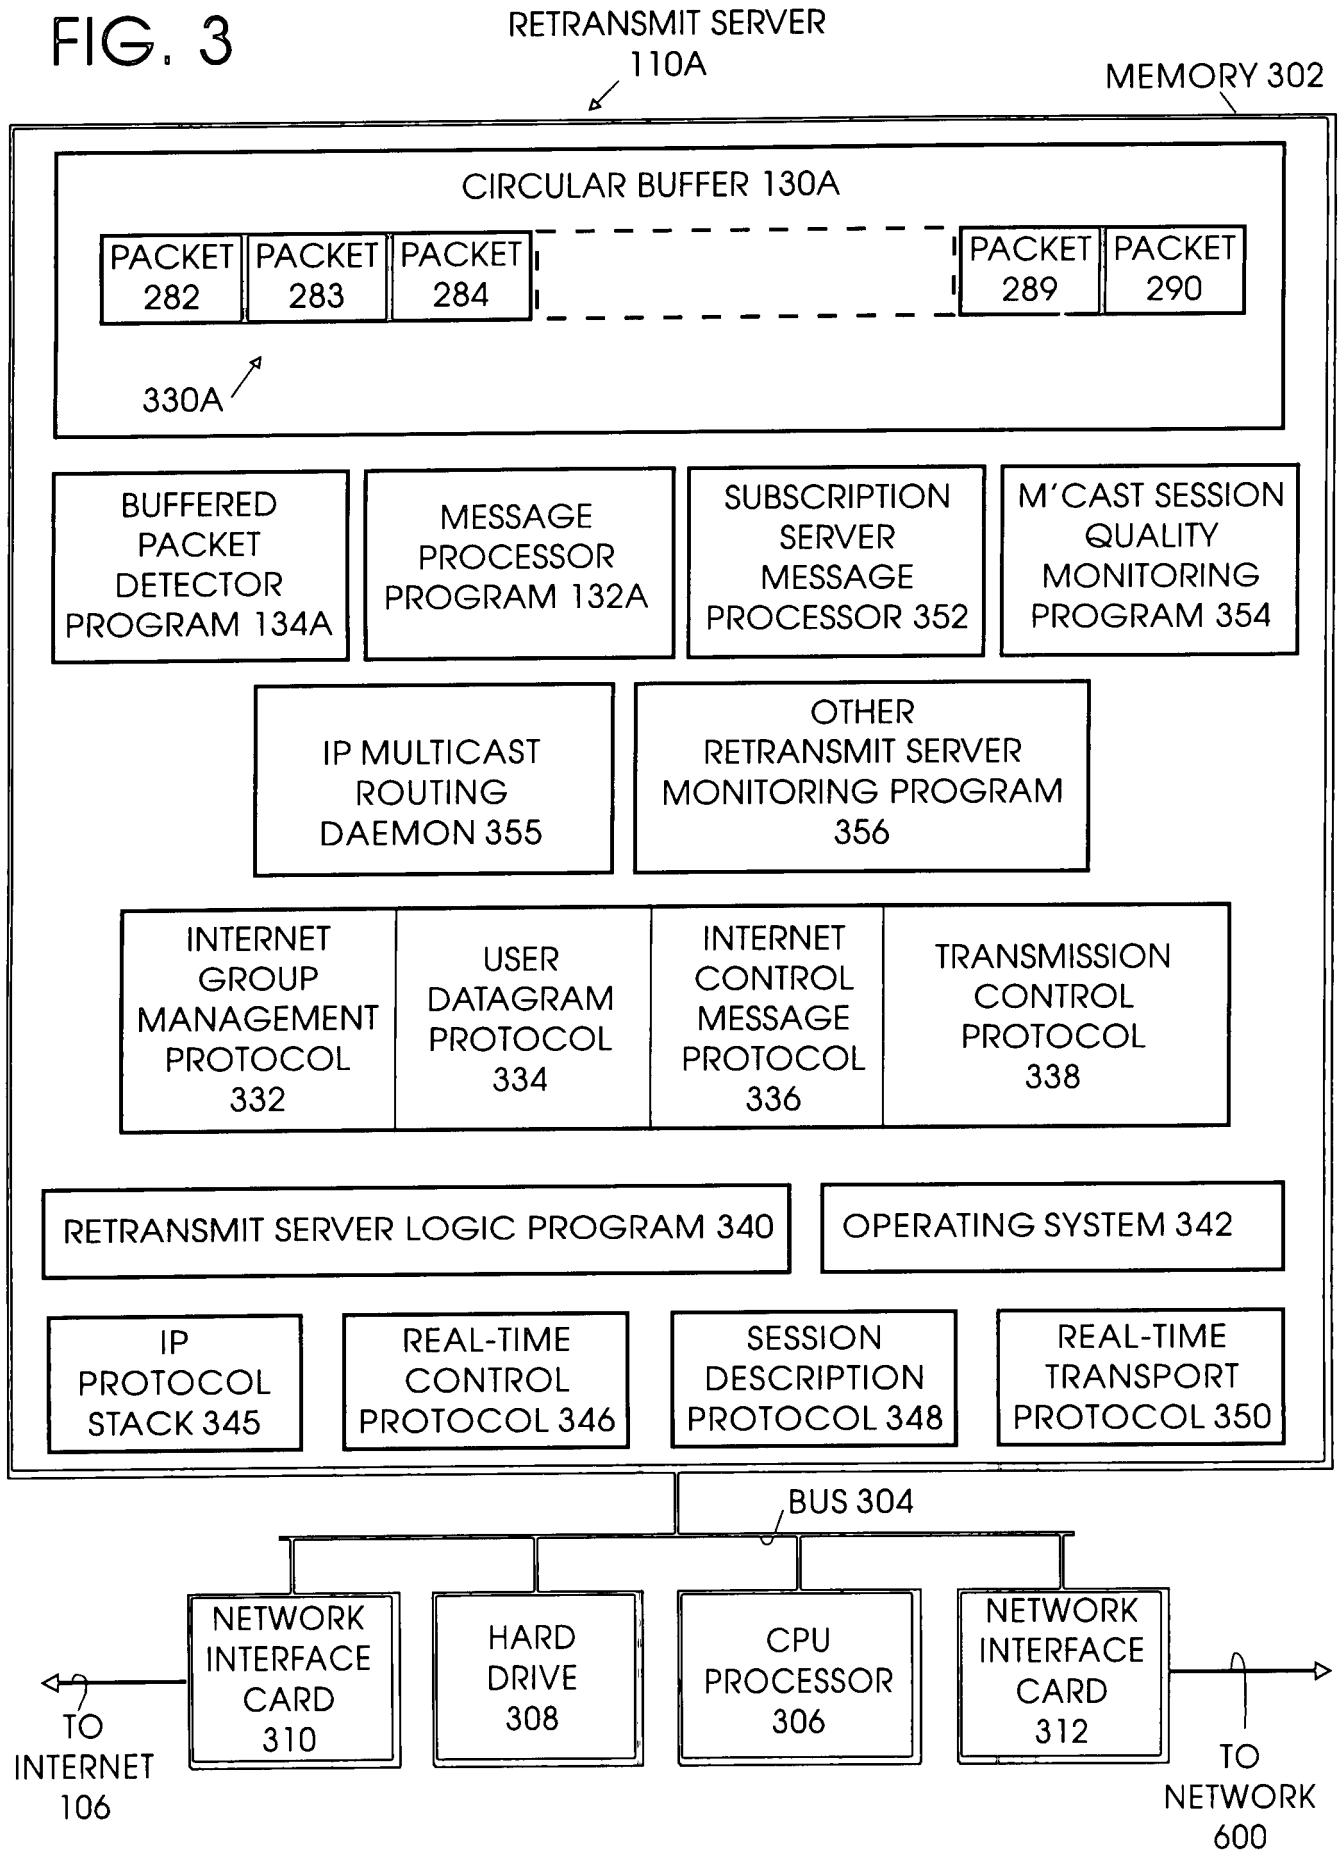 FIG. 3
RETRANSMIT SERVER
110A
MEMORY 302
CIRCULAR BUFFER 130A
PACKET
282
PACKET
283
PACKET
284
PACKET
289
PACKET
290
330A
BUFFERED
PACKET
DETECTOR
PROGRAM 134A
MESSAGE
PROCESSOR
PROGRAM 132A
SUBSCRIPTION
SERVER
MESSAGE
PROCESSOR 352
M'CAST SESSION
QUALITY
MONITORING
PROGRAM 354
IP MULTICAST
ROUTING
DAEMON 355
OTHER
RETRANSMIT SERVER
MONITORING PROGRAM
356
INTERNET
GROUP
MANAGEMENT
PROTOCOL
332
USER
DATAGRAM
PROTOCOL
334
INTERNET
CONTROL
MESSAGE
PROTOCOL
336
TRANSMISSION
CONTROL
PROTOCOL
338
RETRANSMIT SERVER LOGIC PROGRAM 340
OPERATING SYSTEM 342
IP
PROTOCOL
STACK 345
REAL-TIME
CONTROL
PROTOCOL 346
SESSION
DESCRIPTION
PROTOCOL 348
REAL-TIME
TRANSPORT
PROTOCOL 350
BUS 304
NETWORK
INTERFACE
CARD
310
HARD
DRIVE
308
CPU
PROCESSOR
306
NETWORK
INTERFACE
CARD
312
TO
INTERNET
106
TO
NETWORK
600